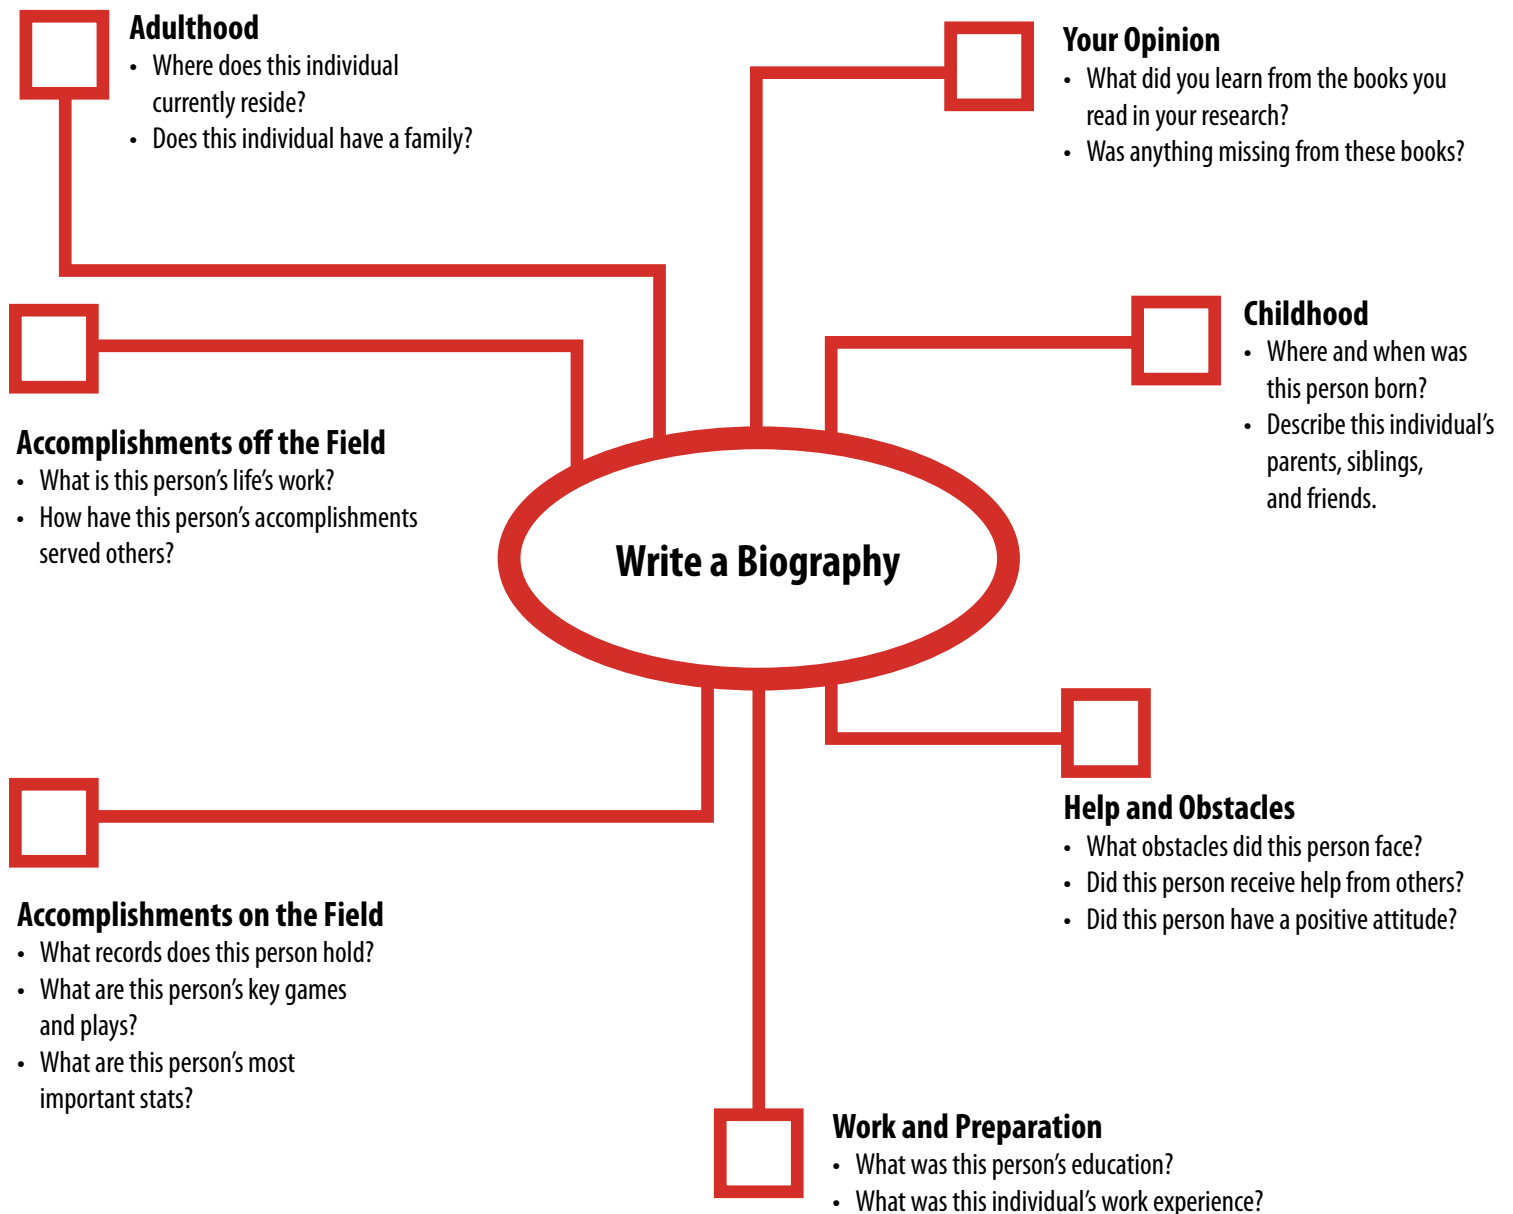 Adulthood
• Where does this individual
currently reside?
• Does this individual have a family?
Your Opinion
• What did you learn from the books you
read in your research?
• Was anything missing from these books?
Childhood
• Where and when was
this person born?
• Describe this individual's
parents, siblings,
and friends.
Accomplishments off the Field
• What is this person's life's work?
• How have this person's accomplishments
served others?
Write a Biography
Help and Obstacles
• What obstacles did this person face?
• Did this person receive help from others?
• Did this person have a positive attitude?
Accomplishments on the Field
• What records does this person hold?
• What are this person's key games
and plays?
• What are this person's most
important stats?
Work and Preparation
• What was this person's education?
• What was this individual's work experience?